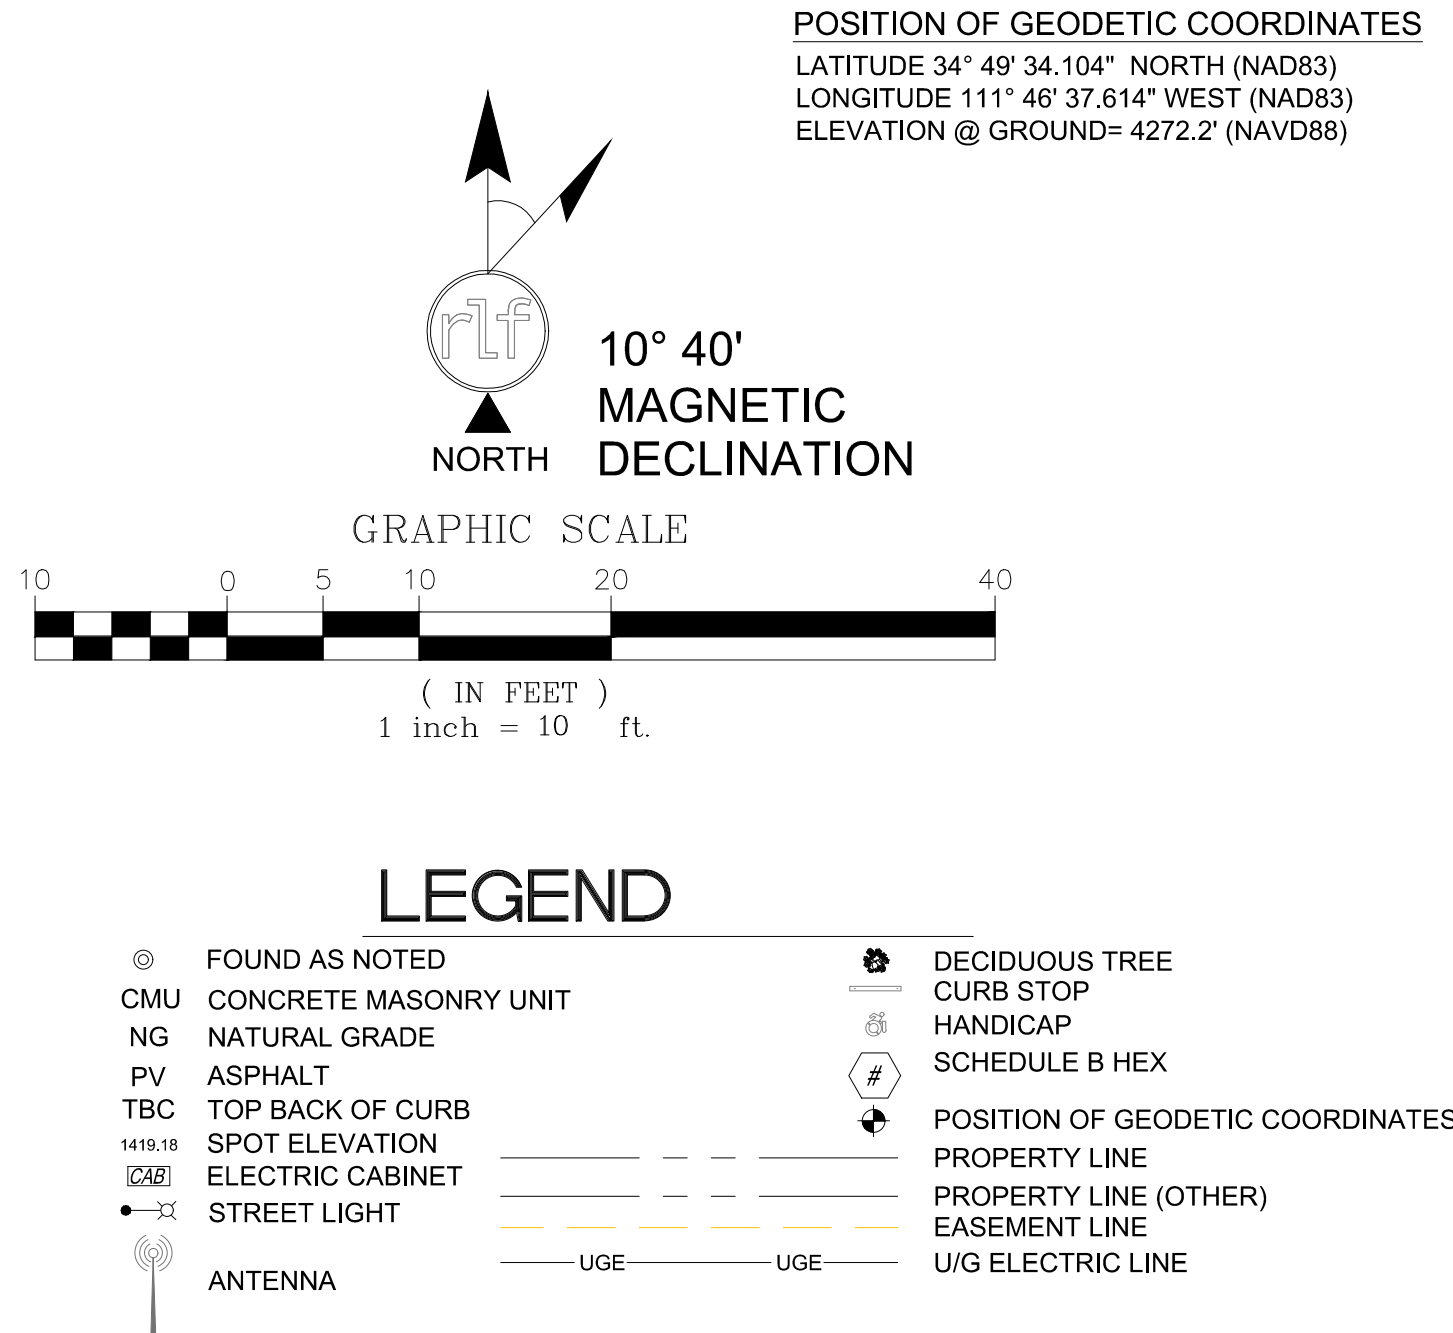 POSITION OF GEODETIC COORDINATES
LATITUDE 34° 49' 34.104" NORTH (NAD83)
LONGITUDE 111° 46' 37.614" WEST (NAD83)
ELEVATION @ GROUND= 4272.2' (NAVD88)
rlf
NORTH
10° 40'
MAGNETIC
DECLINATION
GRAPHIC SCALE
10 0 5 10 20 40
( IN FEET )
1 inch = 10 ft.
LEGEND
FOUND AS NOTED
CMU CONCRETE MASONRY UNIT
NG NATURAL GRADE
PV ASPHALT
TBC TOP BACK OF CURB
1419.18 SPOT ELEVATION
CAB ELECTRIC CABINET
STREET LIGHT
ANTENNA
DECIDUOUS TREE
CURB STOP
HANDICAP
# SCHEDULE B HEX
POSITION OF GEODETIC COORDINATES
PROPERTY LINE
PROPERTY LINE (OTHER)
EASEMENT LINE
UGE UGE U/G ELECTRIC LINE